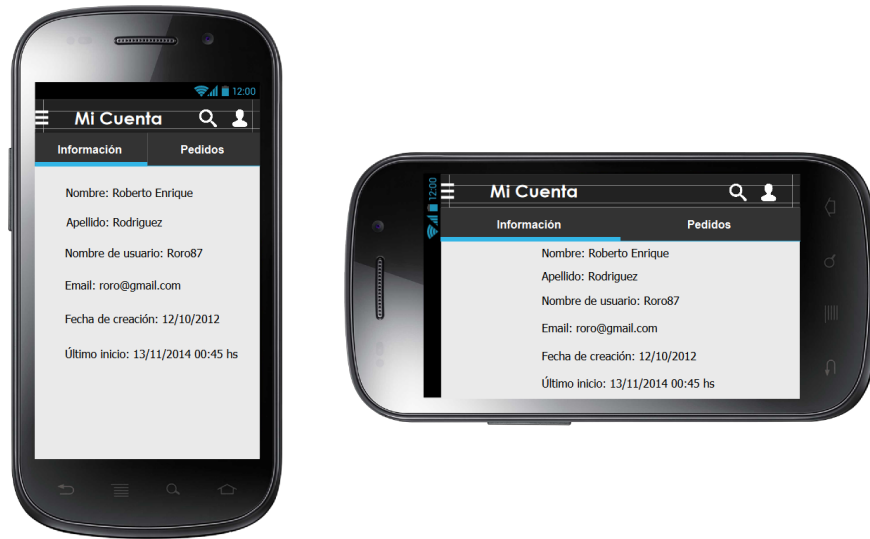 12:00
Mi Cuenta
Información Pedidos
Nombre: Roberto Enrique
Apellido: Rodriguez
Nombre de usuario: Roro87
Email: roro@gmail.com
Fecha de creación: 12/10/2012
Último inicio: 13/11/2014 00:45 hs
12:00
Mi Cuenta
Información Pedidos
Nombre: Roberto Enrique
Apellido: Rodriguez
Nombre de usuario: Roro87
Email: roro@gmail.com
Fecha de creación: 12/10/2012
Último inicio: 13/11/2014 00:45 hs